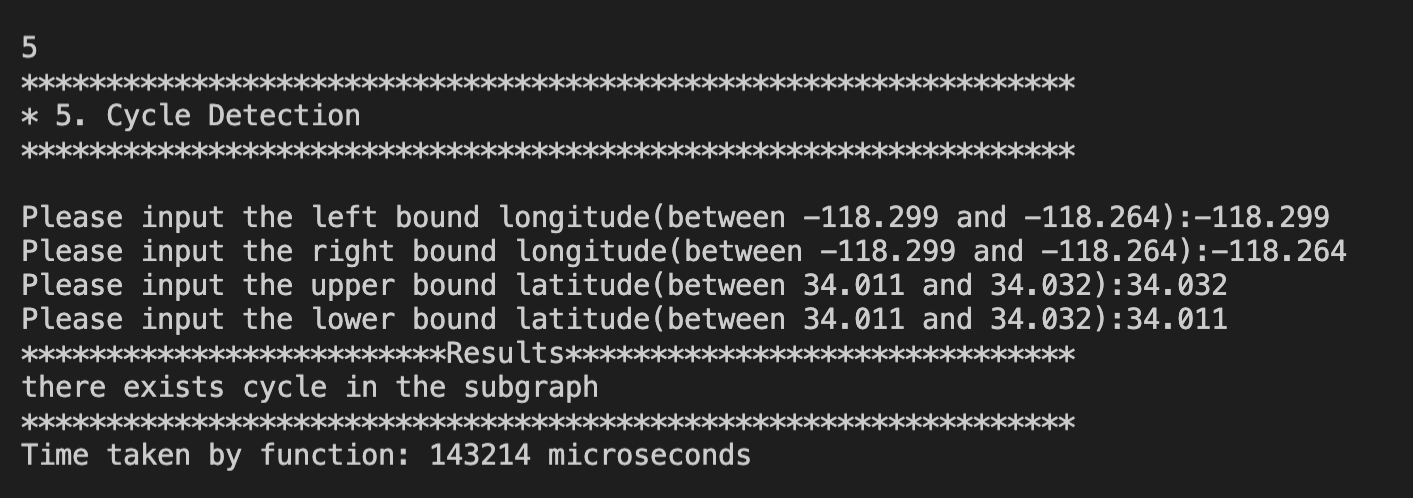 5
**************************************************************
* 5. Cycle Detection
**************************************************************
Please input the left bound longitude(between -118.299 and -118.264):-118.299
Please input the right bound longitude(between -118.299 and -118.264):-118.264
Please input the upper bound latitude(between 34.011 and 34.032):34.032
Please input the lower bound latitude(between 34.011 and 34.032):34.011
*************************Results******************************
there exists cycle in the subgraph
**************************************************************
Time taken by function: 143214 microseconds